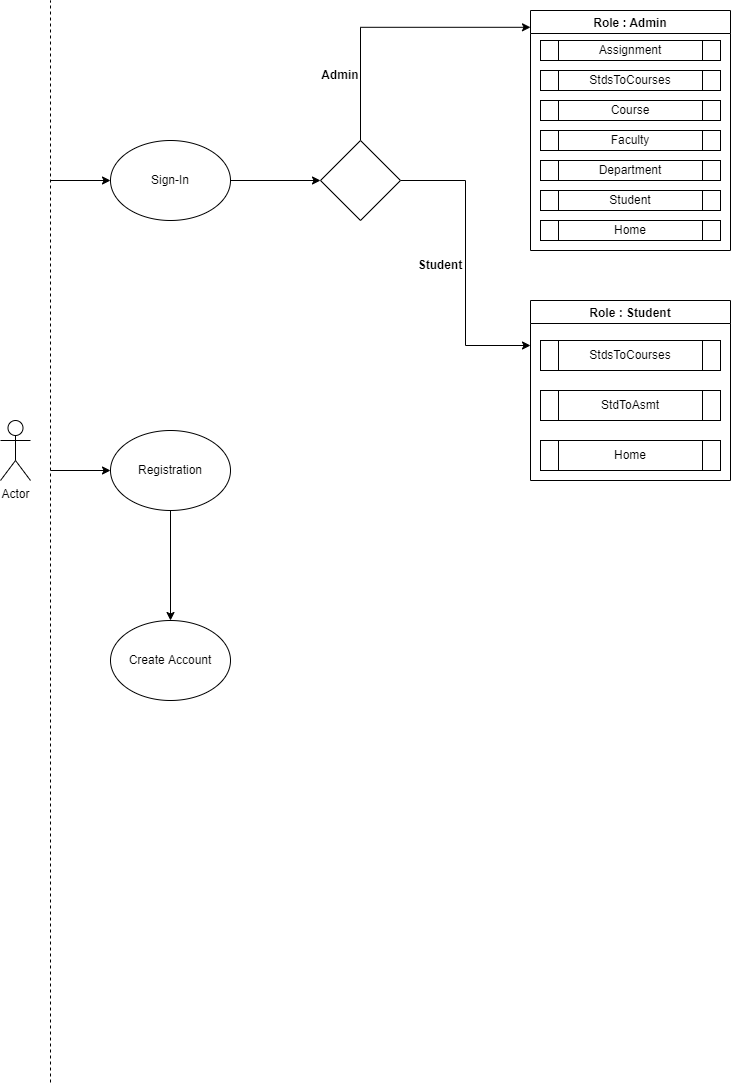 Role : Admin
Assignment
StdsToCourses
Course
Faculty
Department
Student
Home
Admin
Sign-In
Student
Role : Student
StdsToCourses
StdToAsmt
Home
Actor
Registration
Create Account